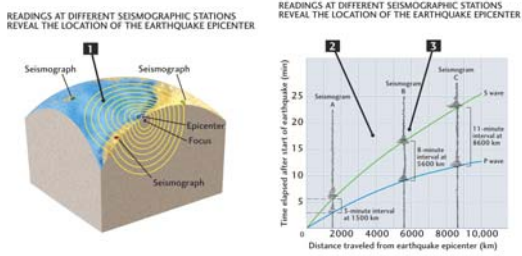 READINGS AT DIFFERENT SEISMOGRAPHIC STATIONS
REVEAL THE LOCATION OF THE EARTHQUAKE EPICENTER
1
Seismograph
Seismograph
Epicenter
Focus
Seismograph
READINGS AT DIFFERENT SEISMOGRAPHIC STATIONS
REVEAL THE LOCATION OF THE EARTHQUAKE EPICENTER
2
3
Seismogram
A
Seismogram
B
Seismogram
C
S wave
P wave
11-minute
interval at
8600 km
8-minute
interval at
5600 km
3-minute interval
at 1500 km
Time elapsed after start of earthquake (min)
25
20
15
10
5
0
2000
4000
6000
8000
10,000
Distance traveled from earthquake epicenter (km)